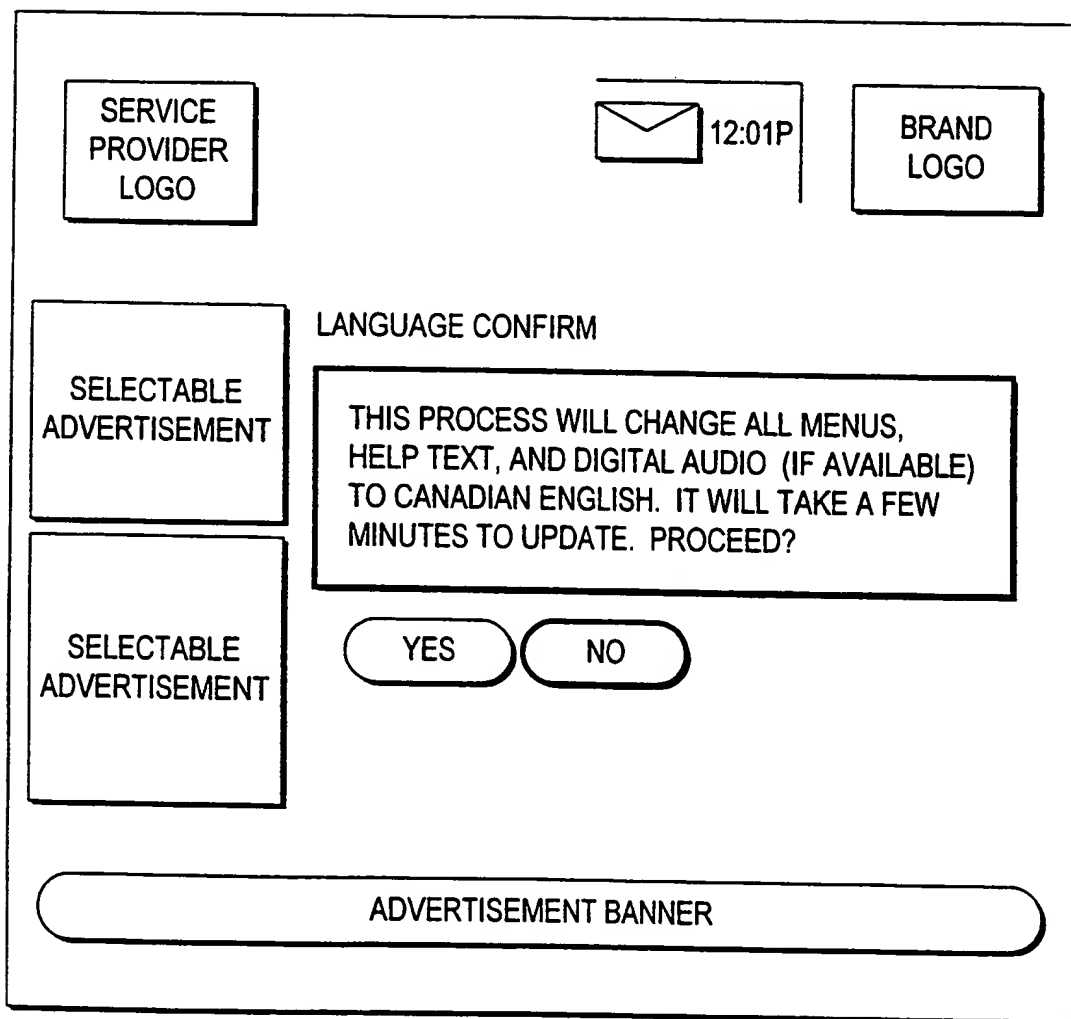 SERVICE
PROVIDER
LOGO
12:01P
BRAND
LOGO
SELECTABLE
ADVERTISEMENT
LANGUAGE CONFIRM
THIS PROCESS WILL CHANGE ALL MENUS,
HELP TEXT, AND DIGITAL AUDIO (IF AVAILABLE)
TO CANADIAN ENGLISH. IT WILL TAKE A FEW
MINUTES TO UPDATE. PROCEED?
SELECTABLE
ADVERTISEMENT
YES
NO
ADVERTISEMENT BANNER